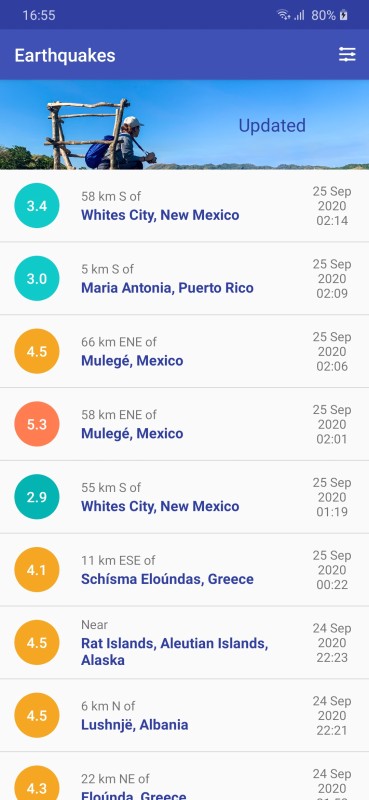 16:55
80%
Earthquakes
Updated
3.4
58 km S of
Whites City, New Mexico
25 Sep
2020
02:14
3.0
5 km S of
Maria Antonia, Puerto Rico
25 Sep
2020
02:09
4.5
66 km ENE of
Mulegé, Mexico
25 Sep
2020
02:06
5.3
58 km ENE of
Mulegé, Mexico
25 Sep
2020
02:01
2.9
55 km S of
Whites City, New Mexico
25 Sep
2020
01:19
4.1
11 km ESE of
Schísma Eloúndas, Greece
25 Sep
2020
00:22
4.5
Near
Rat Islands, Aleutian Islands,
Alaska
24 Sep
2020
22:23
4.5
6 km N of
Lushnjë, Albania
24 Sep
2020
22:21
4.3
22 km NE of
Eloúnda, Greece
24 Sep
2020